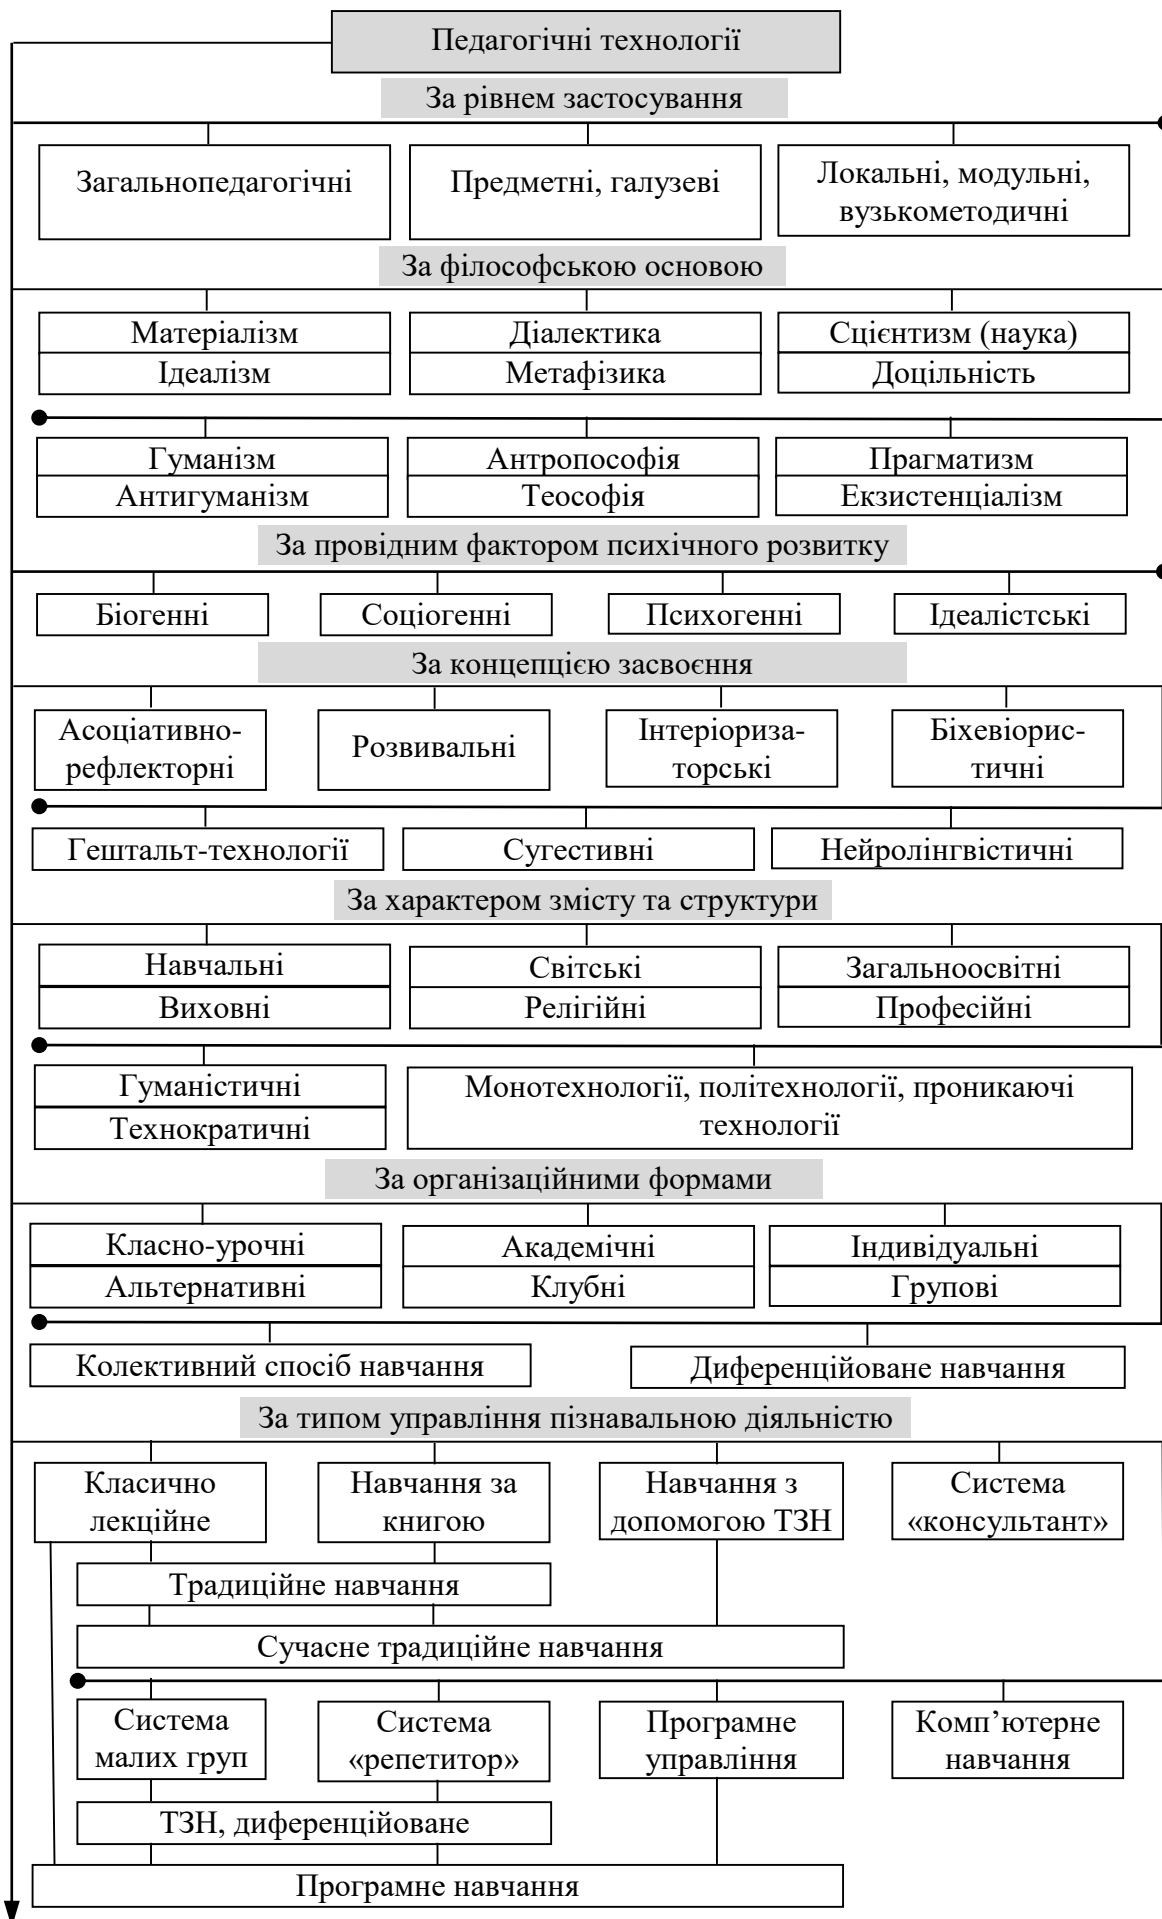 Педагогічні технології
За рівнем застосування
Загальнопедагогічні
Предметні, галузеві
Локальні, модульні,
вузькометодичні
За філософською основою
Матеріалізм
Ідеалізм
Діалектика
Метафізика
Сцієнтизм (наука)
Доцільність
Гуманізм
Антигуманізм
Антропософія
Теософія
Прагматизм
Екзистенціалізм
За провідним фактором психічного розвитку
Біогенні
Соціогенні
Психогенні
Ідеалістські
За концепцією засвоєння
Асоціативно-
рефлекторні
Розвивальні
Інтеріориза-
торські
Біхевіорис-
тичні
Гештальт-технології
Сугестивні
Нейролінгвістичні
За характером змісту та структури
Навчальні
Виховні
Світські
Релігійні
Загальноосвітні
Професійні
Гуманістичні
Технократичні
Монотехнології, політехнології, проникаючі
технології
За організаційними формами
Класно-урочні
Альтернативні
Академічні
Клубні
Індивідуальні
Групові
Колективний спосіб навчання
Диференційоване навчання
За типом управління пізнавальною діяльністю
Класично
лекційне
Навчання за
книгою
Навчання з
допомогою ТЗН
Система
«консультант»
Традиційне навчання
Сучасне традиційне навчання
Система
малих груп
Система
«репетитор»
Програмне
управління
Комп’ютерне
навчання
ТЗН, диференційоване
Програмне навчання